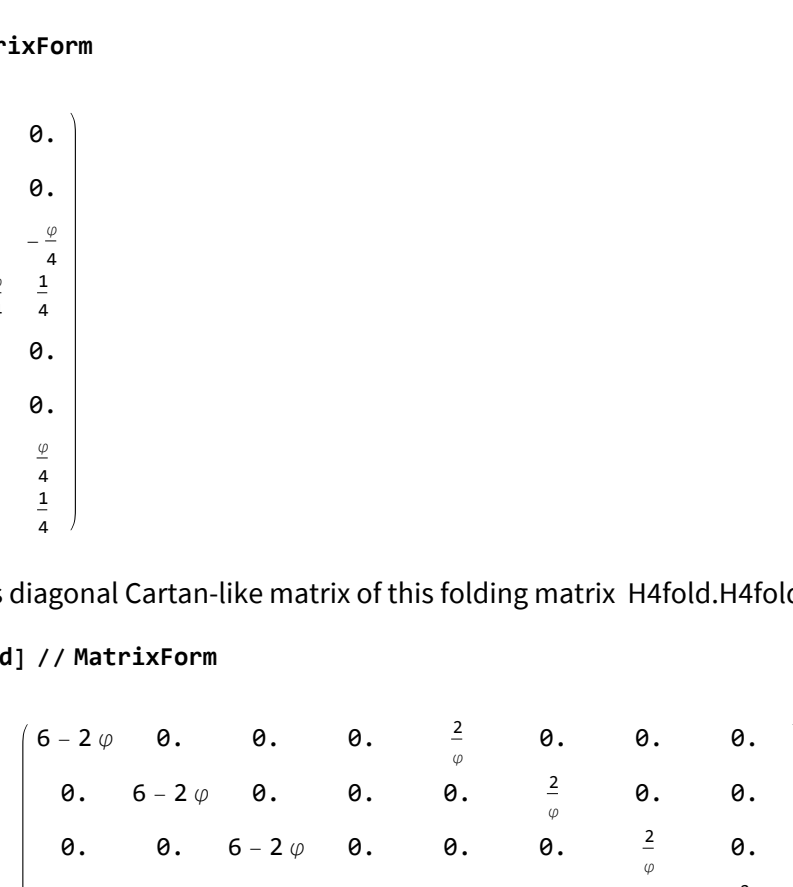 rixForm
0.
0.
− φ/4
1/4
0.
0.
φ/4
1/4
diagonal Cartan-like matrix of this folding matrix H4fold.H4fold
d] // MatrixForm
6 − 2 φ 0. 0. 0. 2/φ 0. 0. 0.
0. 6 − 2 φ 0. 0. 0. 2/φ 0. 0.
0. 0. 6 − 2 φ 0. 0. 0. 2/φ 0.